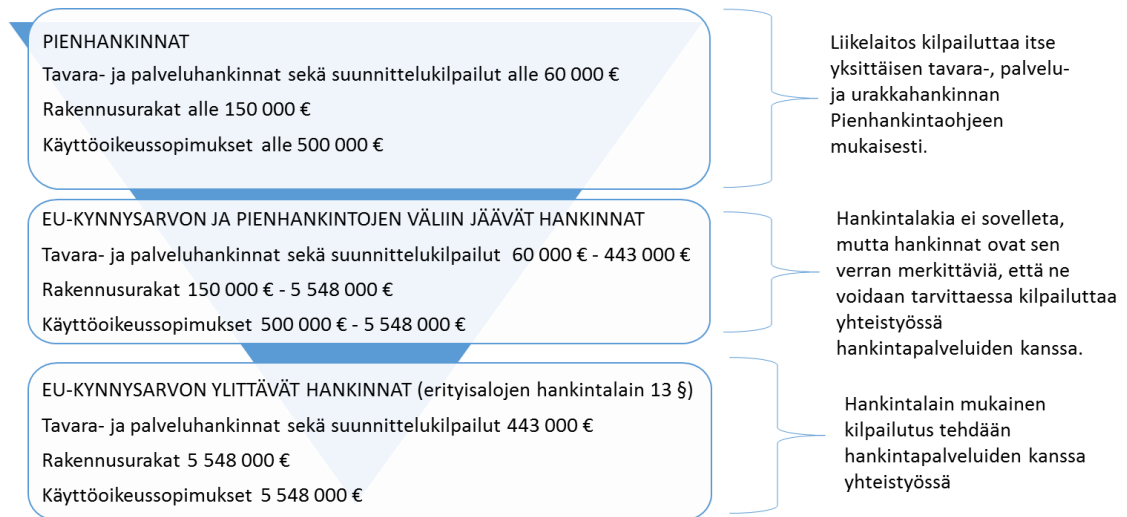 PIENHANKINNAT
Tavara- ja palveluhankinnat sekä suunnittelukilpailut alle 60 000 €
Rakennusurakat alle 150 000 €
Käyttöoikeussopimukset alle 500 000 €
Liikelaitos kilpailuttaa itse
yksittäisen tavara-, palvelu-
ja urakkahankinnan
Pienhankintaohjeen
mukaisesti.
EU-KYNNYSARVON JA PIENHANKINTOJEN VÄLIIN JÄÄVÄT HANKINNAT
Tavara- ja palveluhankinnat sekä suunnittelukilpailut 60 000 € - 443 000 €
Rakennusurakat 150 000 € - 5 548 000 €
Käyttöoikeussopimukset 500 000 € - 5 548 000 €
Hankintalakia ei sovelleta,
mutta hankinnat ovat sen
verran merkittäviä, että ne
voidaan tarvittaessa kilpailuttaa
yhteistyössä
hankintapalveluiden kanssa.
EU-KYNNYSARVON YLITTÄVÄT HANKINNAT (erityisalojen hankintalain 13 §)
Tavara- ja palveluhankinnat sekä suunnittelukilpailut 443 000 €
Rakennusurakat 5 548 000 €
Käyttöoikeussopimukset 5 548 000 €
Hankintalain mukainen
kilpailutus tehdään
hankintapalveluiden kanssa
yhteistyössä